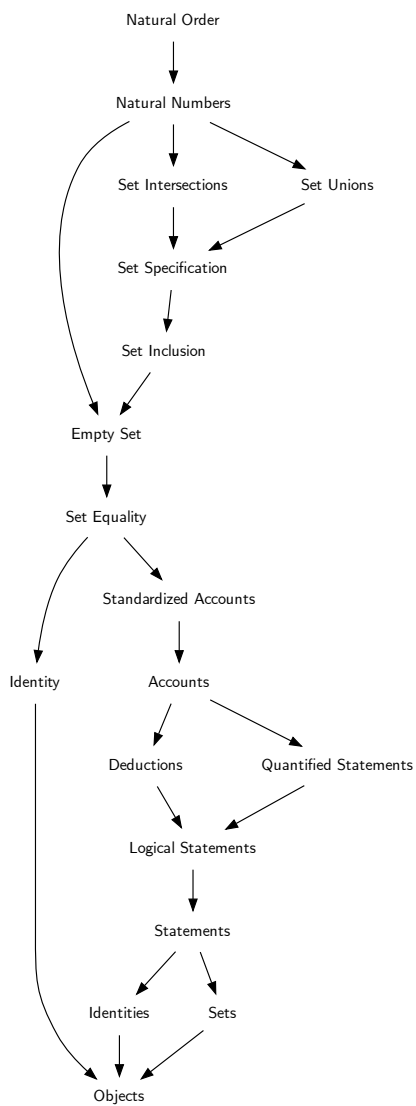 Natural Order
Natural Numbers
Set Intersections
Set Unions
Set Specification
Set Inclusion
Empty Set
Set Equality
Standardized Accounts
Identity
Accounts
Deductions
Quantified Statements
Logical Statements
Statements
Identities
Sets
Objects